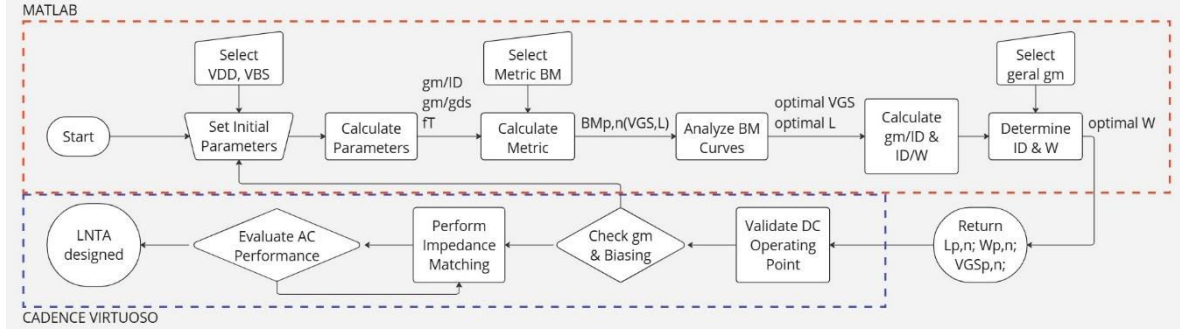 MATLAB
Select
VDD, VBS
Select
Metric BM
Select
geral gm
gm/ID
gm/gds
fT
Start
Set Initial
Parameters
Calculate
Parameters
Calculate
Metric
BMp,n(VGS,L)
Analyze BM
Curves
optimal VGS
optimal L
Calculate
gm/ID &
ID/W
Determine
ID & W
optimal W
LNTA
designed
Evaluate AC
Performance
Perform
Impedance
Matching
Check gm
& Biasing
Validate DC
Operating
Point
Return
Lp,n; Wp,n;
VGSp,n;
CADENCE VIRTUOSO